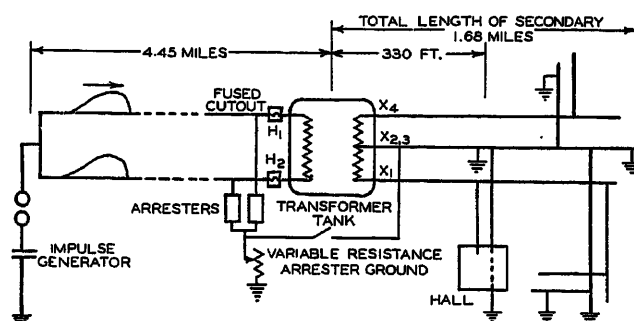 TOTAL LENGTH OF SECONDARY
1.68 MILES
4.45 MILES
330 FT.
FUSED
CUTOUT
H1
H2
X4
X2,3
X1
ARRESTERS
TRANSFORMER
TANK
IMPULSE
GENERATOR
VARIABLE RESISTANCE
ARRESTER GROUND
HALL